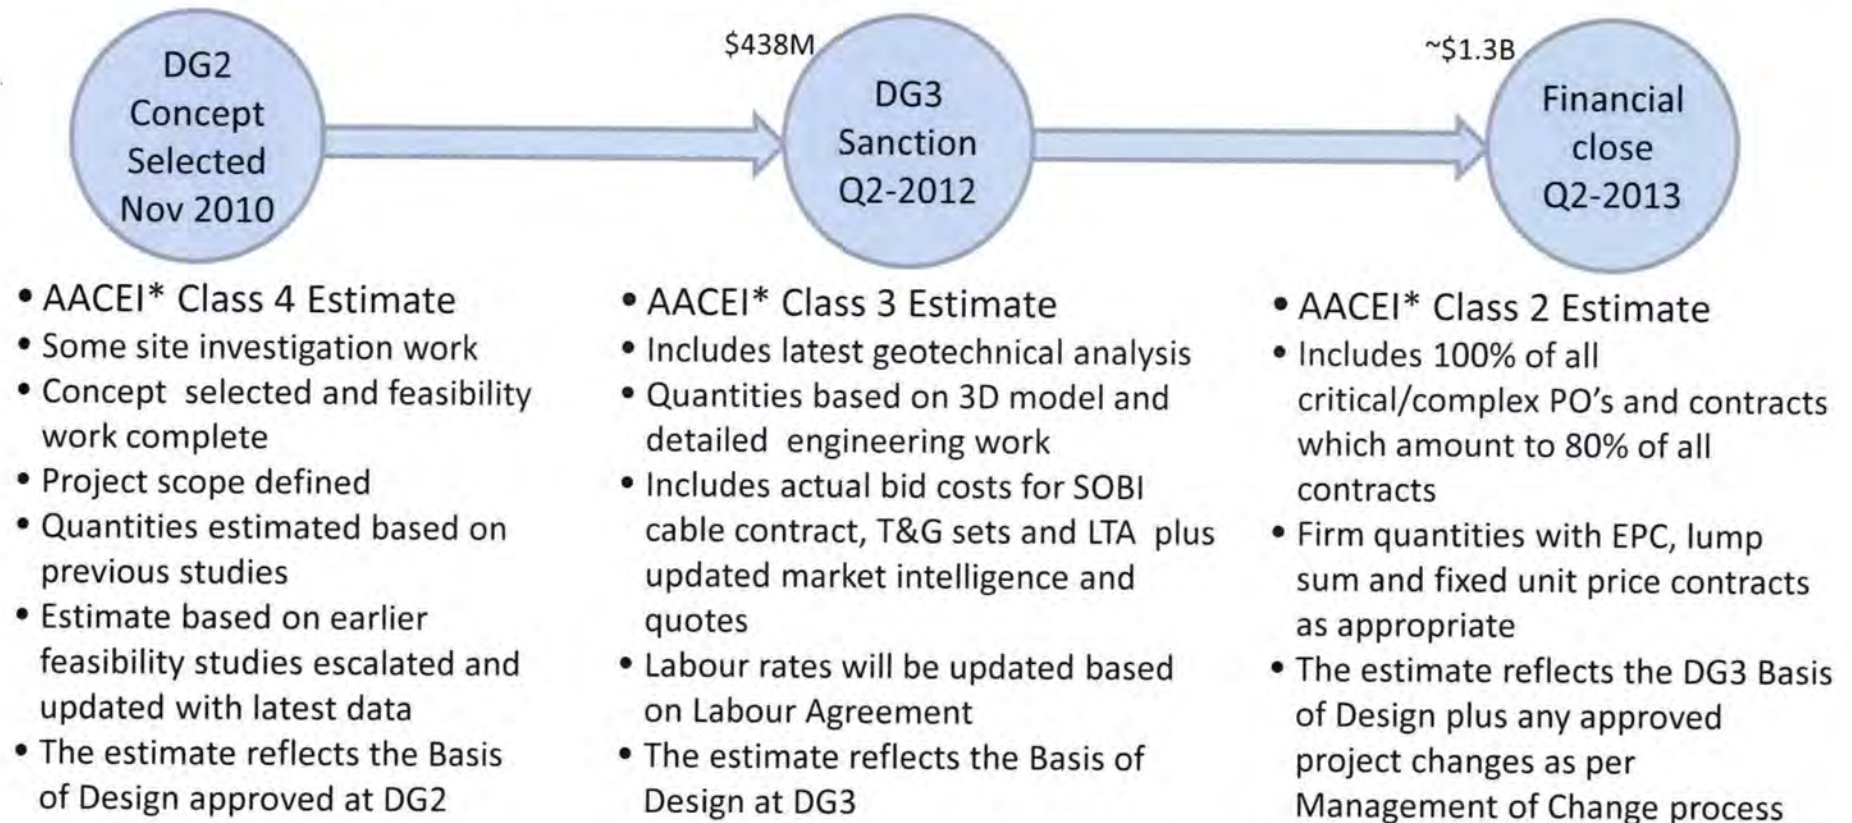 DG2
Concept
Selected
Nov 2010
$438M
DG3
Sanction
Q2-2012
~$1.3B
Financial
close
Q2-2013
• AACEI* Class 4 Estimate
• Some site investigation work
• Concept selected and feasibility
work complete
• Project scope defined
• Quantities estimated based on
previous studies
• Estimate based on earlier
feasibility studies escalated and
updated with latest data
• The estimate reflects the Basis
of Design approved at DG2
• AACEI* Class 3 Estimate
• Includes latest geotechnical analysis
• Quantities based on 3D model and
detailed engineering work
• Includes actual bid costs for SOBI
cable contract, T&G sets and LTA plus
updated market intelligence and
quotes
• Labour rates will be updated based
on Labour Agreement
• The estimate reflects the Basis of
Design at DG3
• AACEI* Class 2 Estimate
• Includes 100% of all
critical/complex PO's and contracts
which amount to 80% of all
contracts
• Firm quantities with EPC, lump
sum and fixed unit price contracts
as appropriate
• The estimate reflects the DG3 Basis
of Design plus any approved
project changes as per
Management of Change process